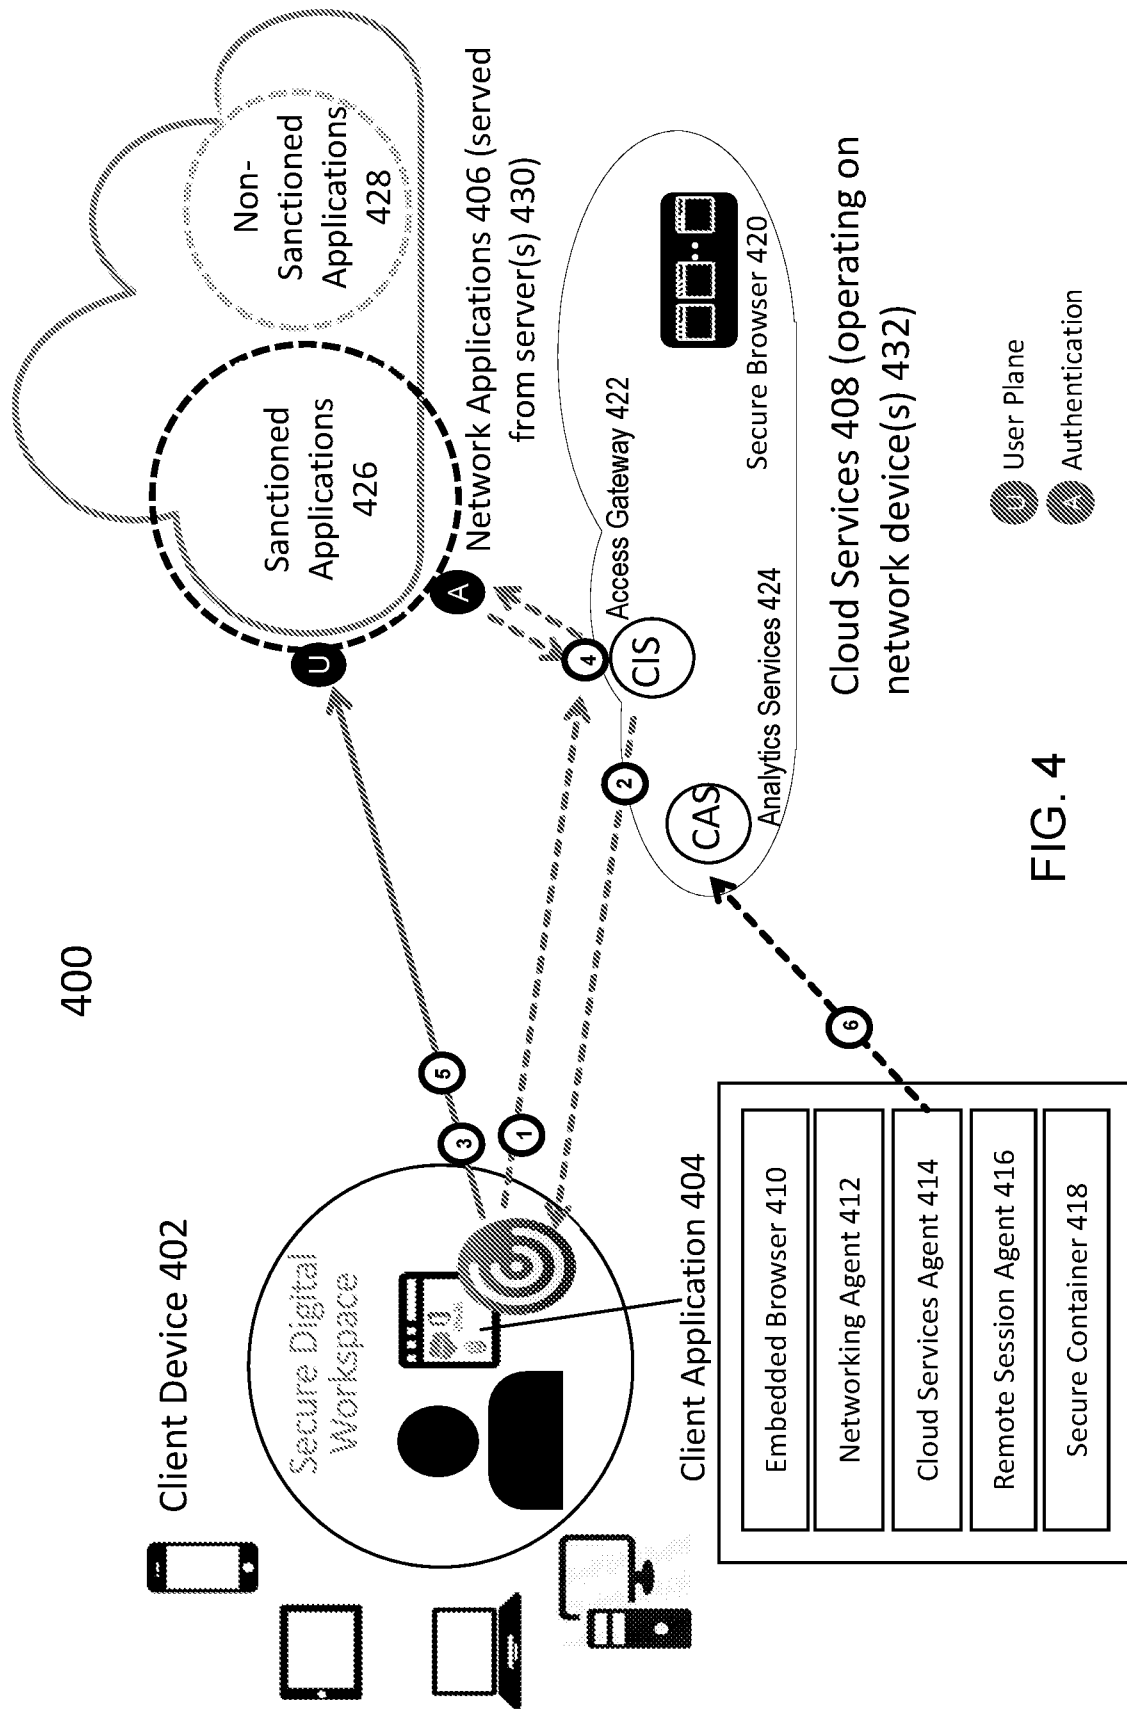 400
Client Device 402
Secure Digital
Workspace
Non-
Sanctioned
Applications
428
Sanctioned
Applications
426
U
A
Network Applications 406 (served
from server(s) 430)
5
3
1
2
4
6
Access Gateway 422
CIS
CAS
Analytics Services 424
Secure Browser 420
Cloud Services 408 (operating on
network device(s) 432)
Client Application 404
Embedded Browser 410
Networking Agent 412
Cloud Services Agent 414
Remote Session Agent 416
Secure Container 418
U User Plane
A Authentication
FIG. 4